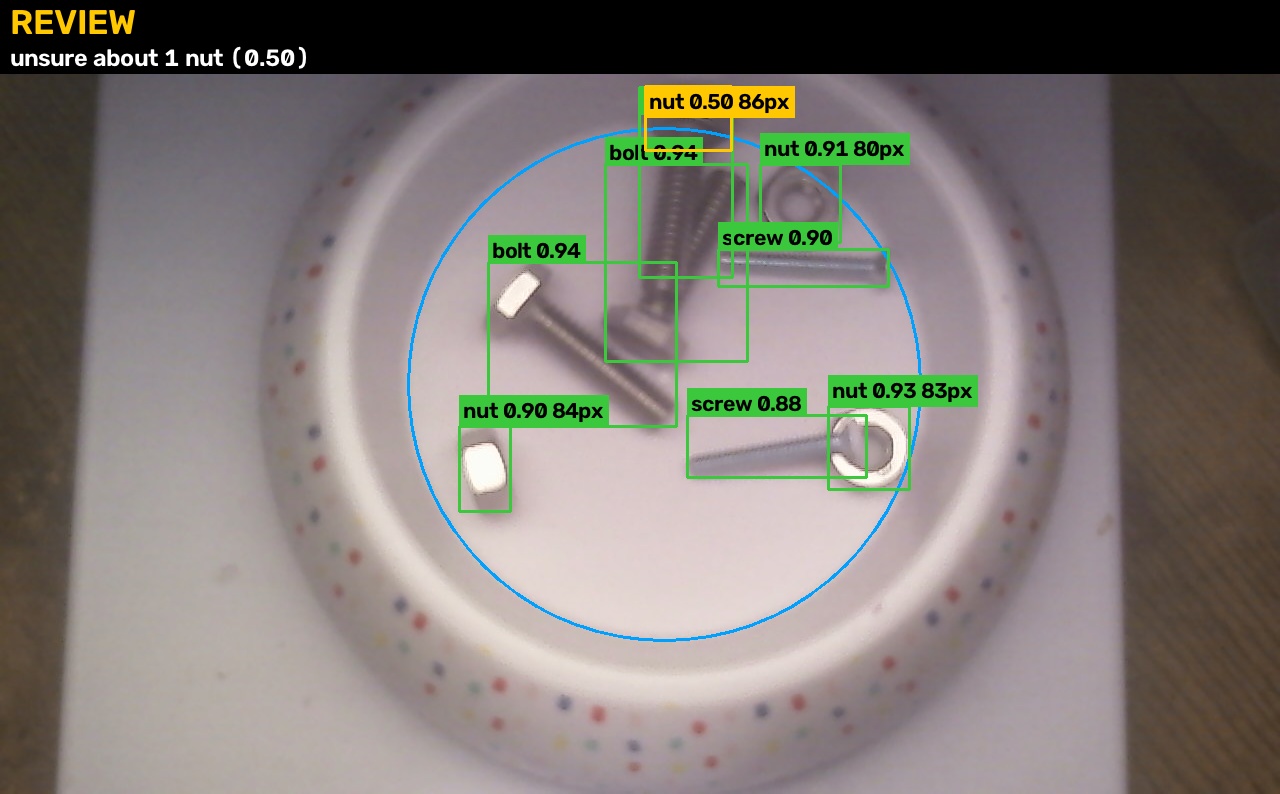 REVIEW
unsure about 1 nut (0.50)
nut 0.50 86px
bolt 0.94
nut 0.91 80px
screw 0.90
bolt 0.94
nut 0.93 83px
screw 0.88
nut 0.90 84px